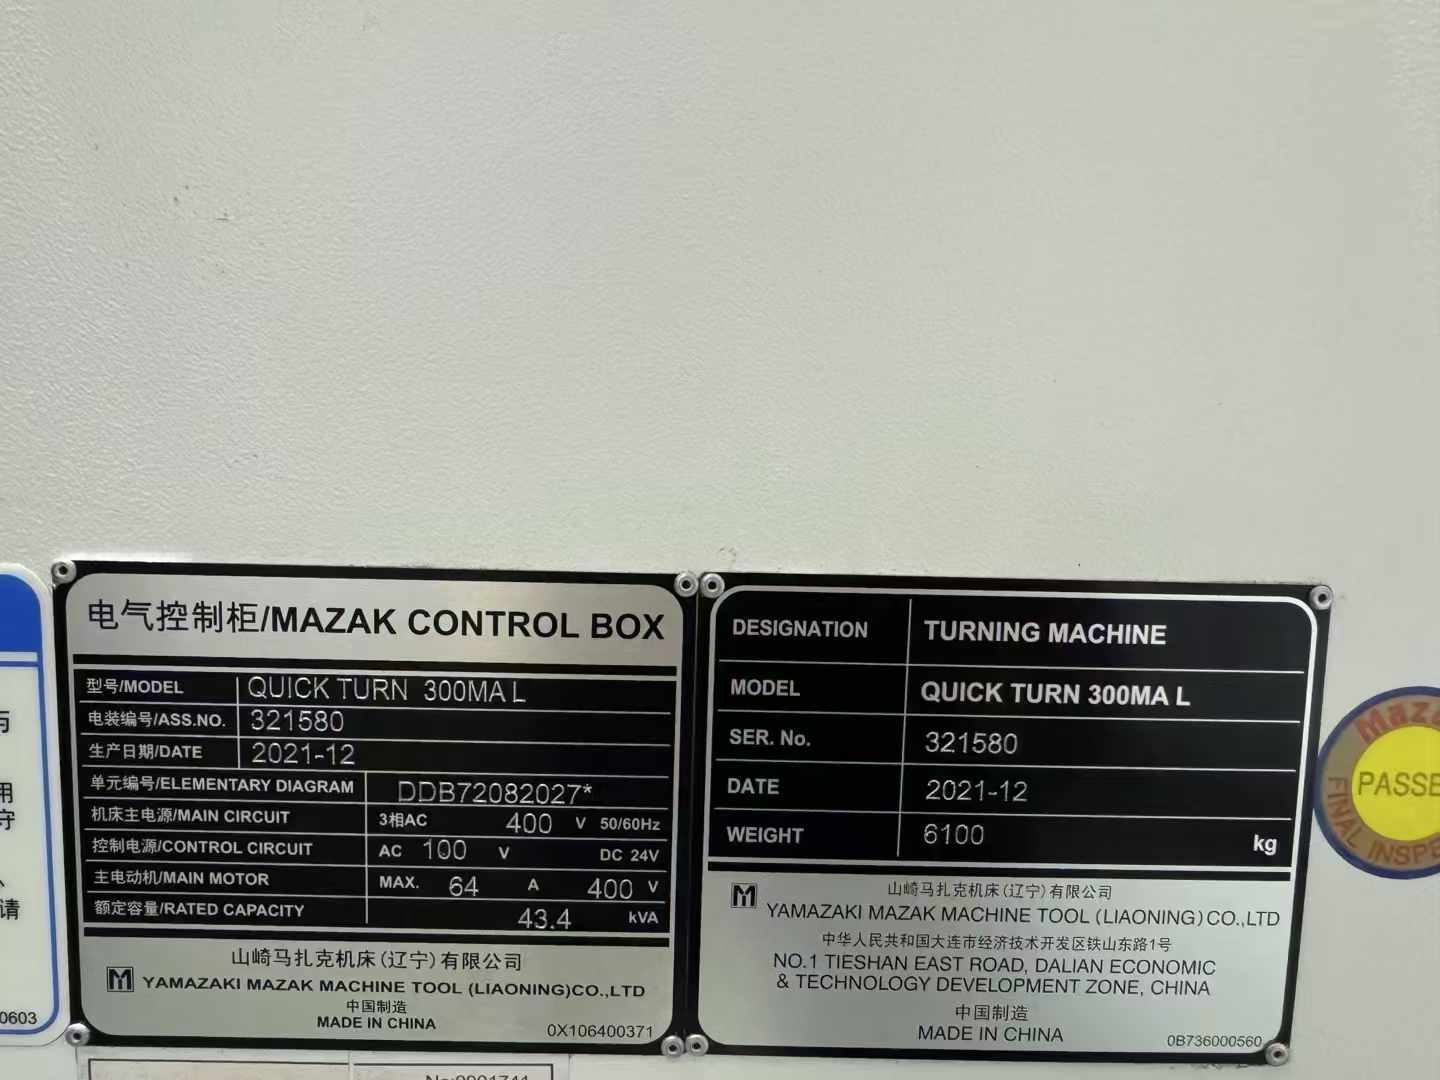 电气控制柜/MAZAK CONTROL BOX
型号/MODEL QUICK TURN 300MA L
电装编号/ASS.NO. 321580
生产日期/DATE 2021-12
单元编号/ELEMENTARY DIAGRAM DDB72082027*
机床主电源/MAIN CIRCUIT 3相AC 400 V 50/60Hz
控制电源/CONTROL CIRCUIT AC 100 V DC 24V
主电动机/MAIN MOTOR MAX. 64 A 400 V
额定容量/RATED CAPACITY 43.4 kVA
山崎马扎克机床(辽宁)有限公司
YAMAZAKI MAZAK MACHINE TOOL (LIAONING)CO.,LTD
中国制造
MADE IN CHINA
0X106400371
DESIGNATION TURNING MACHINE
MODEL QUICK TURN 300MA L
SER. No. 321580
DATE 2021-12
WEIGHT 6100 kg
山崎马扎克机床(辽宁)有限公司
YAMAZAKI MAZAK MACHINE TOOL (LIAONING) CO.,LTD
中华人民共和国大连市经济技术开发区铁山东路1号
NO.1 TIESHAN EAST ROAD, DALIAN ECONOMIC
& TECHNOLOGY DEVELOPMENT ZONE, CHINA
中国制造
MADE IN CHINA
0B736000560
用
守
请
0603
PASSE
FINAL INSPE